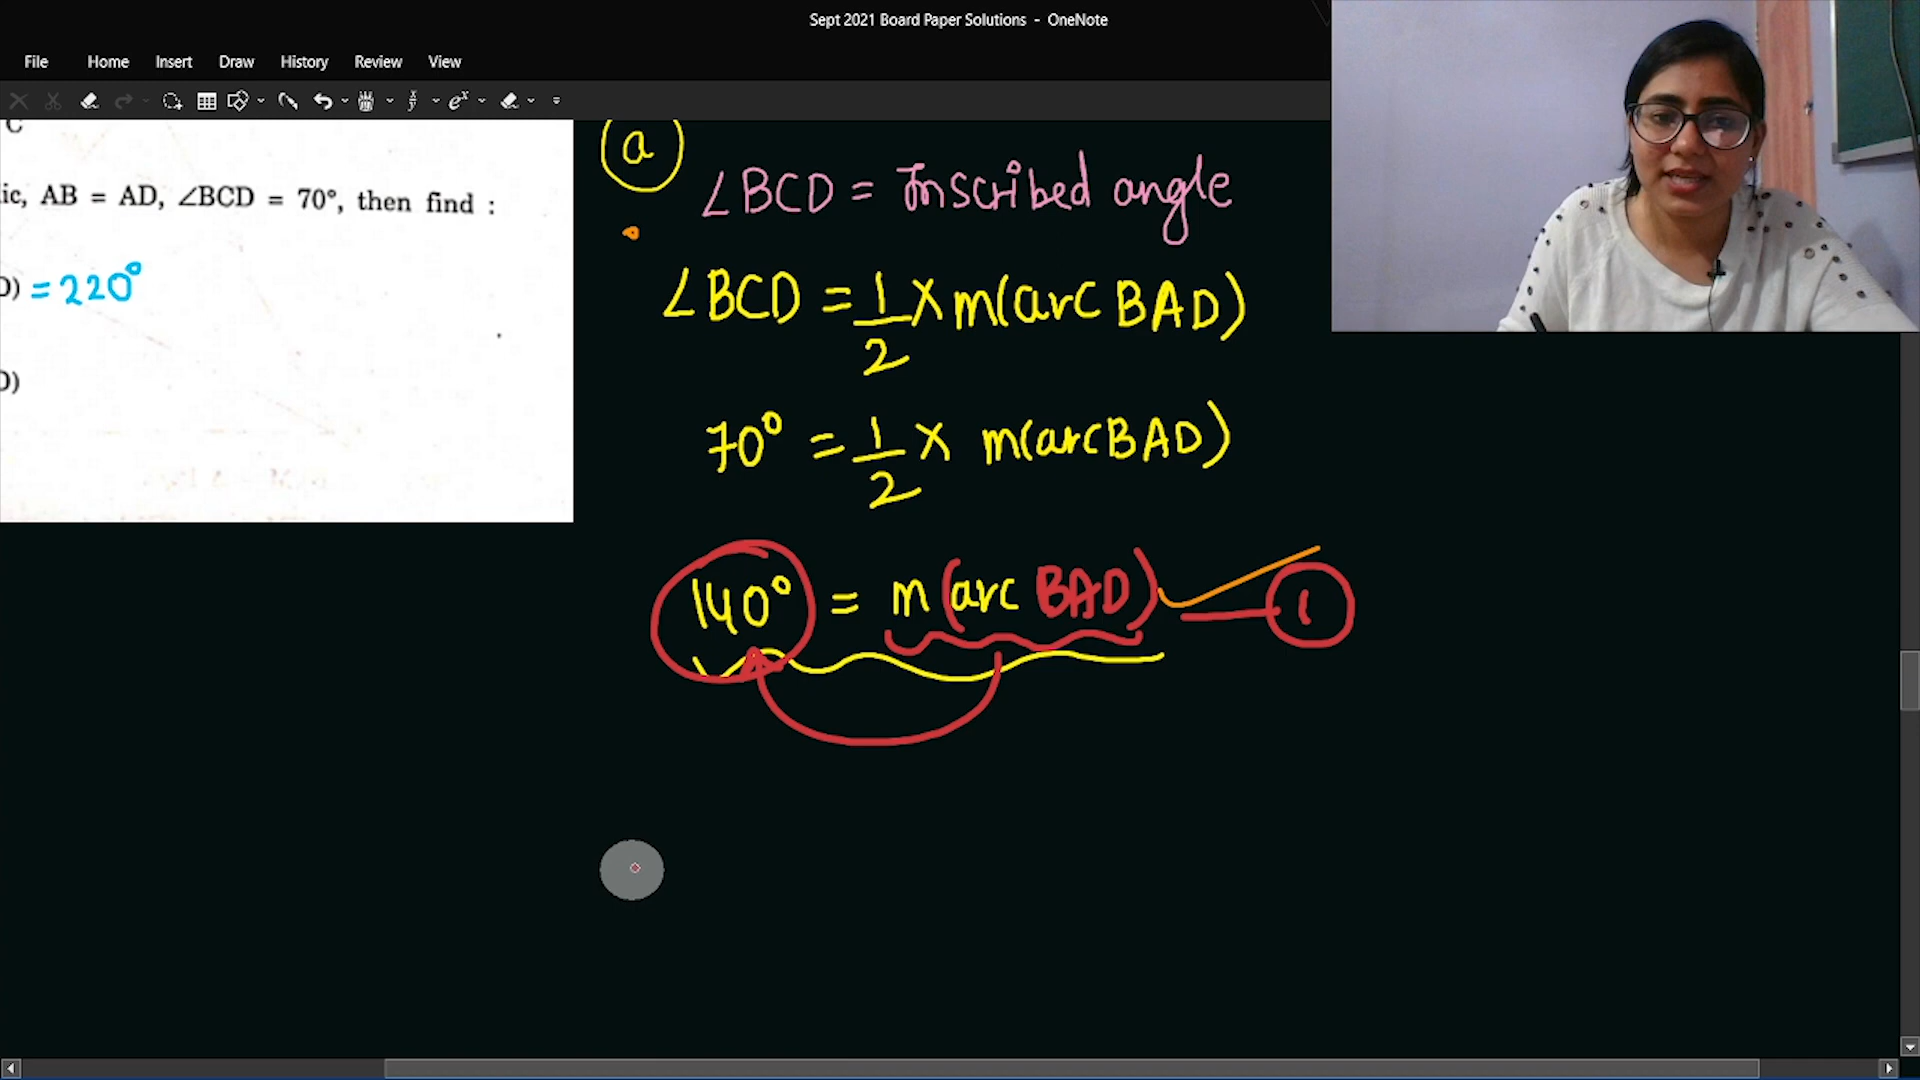 Sept 2021 Board Paper Solutions - OneNote
File Home Insert Draw History Review View
C
ic, AB = AD, ∠BCD = 70°, then find :
D) = 220°
D)
a
∠BCD = Inscribed angle
∠BCD = 1/2 X m(arc BAD)
70° = 1/2 X m(arc BAD)
140° = m(arc BAD) 1